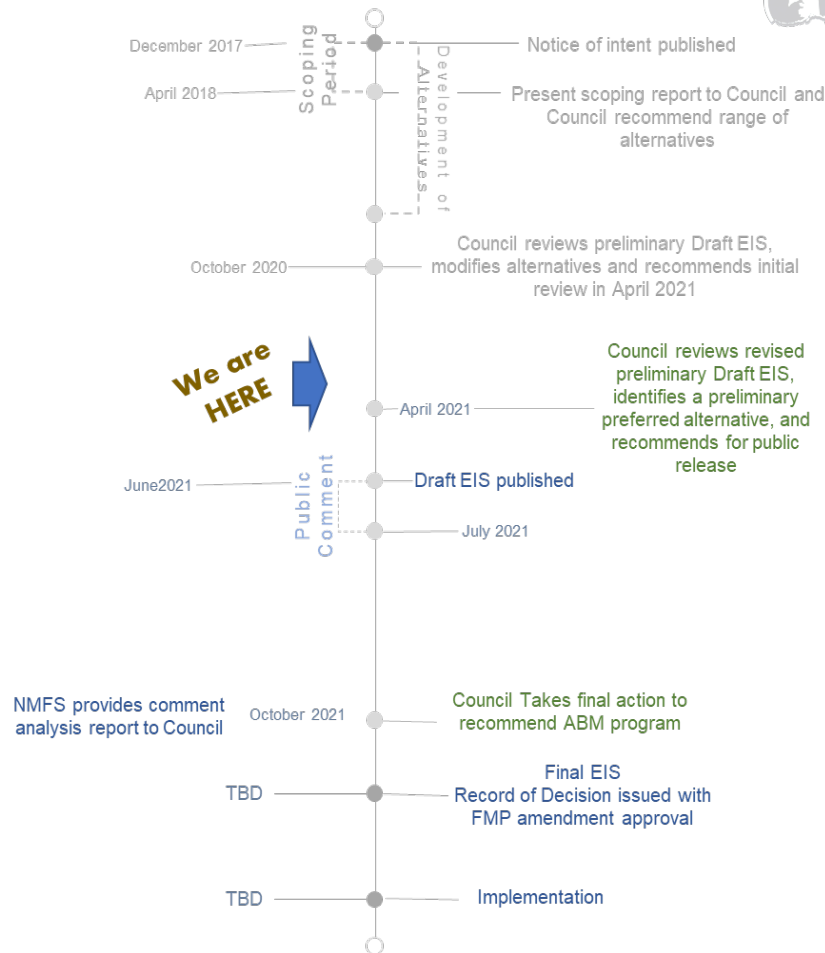 December 2017
Scoping
Period
Notice of intent published
Development of
Alternatives
April 2018
Present scoping report to Council and
Council recommend range of
alternatives
October 2020
Council reviews preliminary Draft EIS,
modifies alternatives and recommends initial
review in April 2021
We are
HERE
April 2021
Council reviews revised
preliminary Draft EIS,
identifies a preliminary
preferred alternative, and
recommends for public
release
June2021
Public
Comment
Draft EIS published
July 2021
NMFS provides comment
analysis report to Council
October 2021
Council Takes final action to
recommend ABM program
TBD
Final EIS
Record of Decision issued with
FMP amendment approval
TBD
Implementation